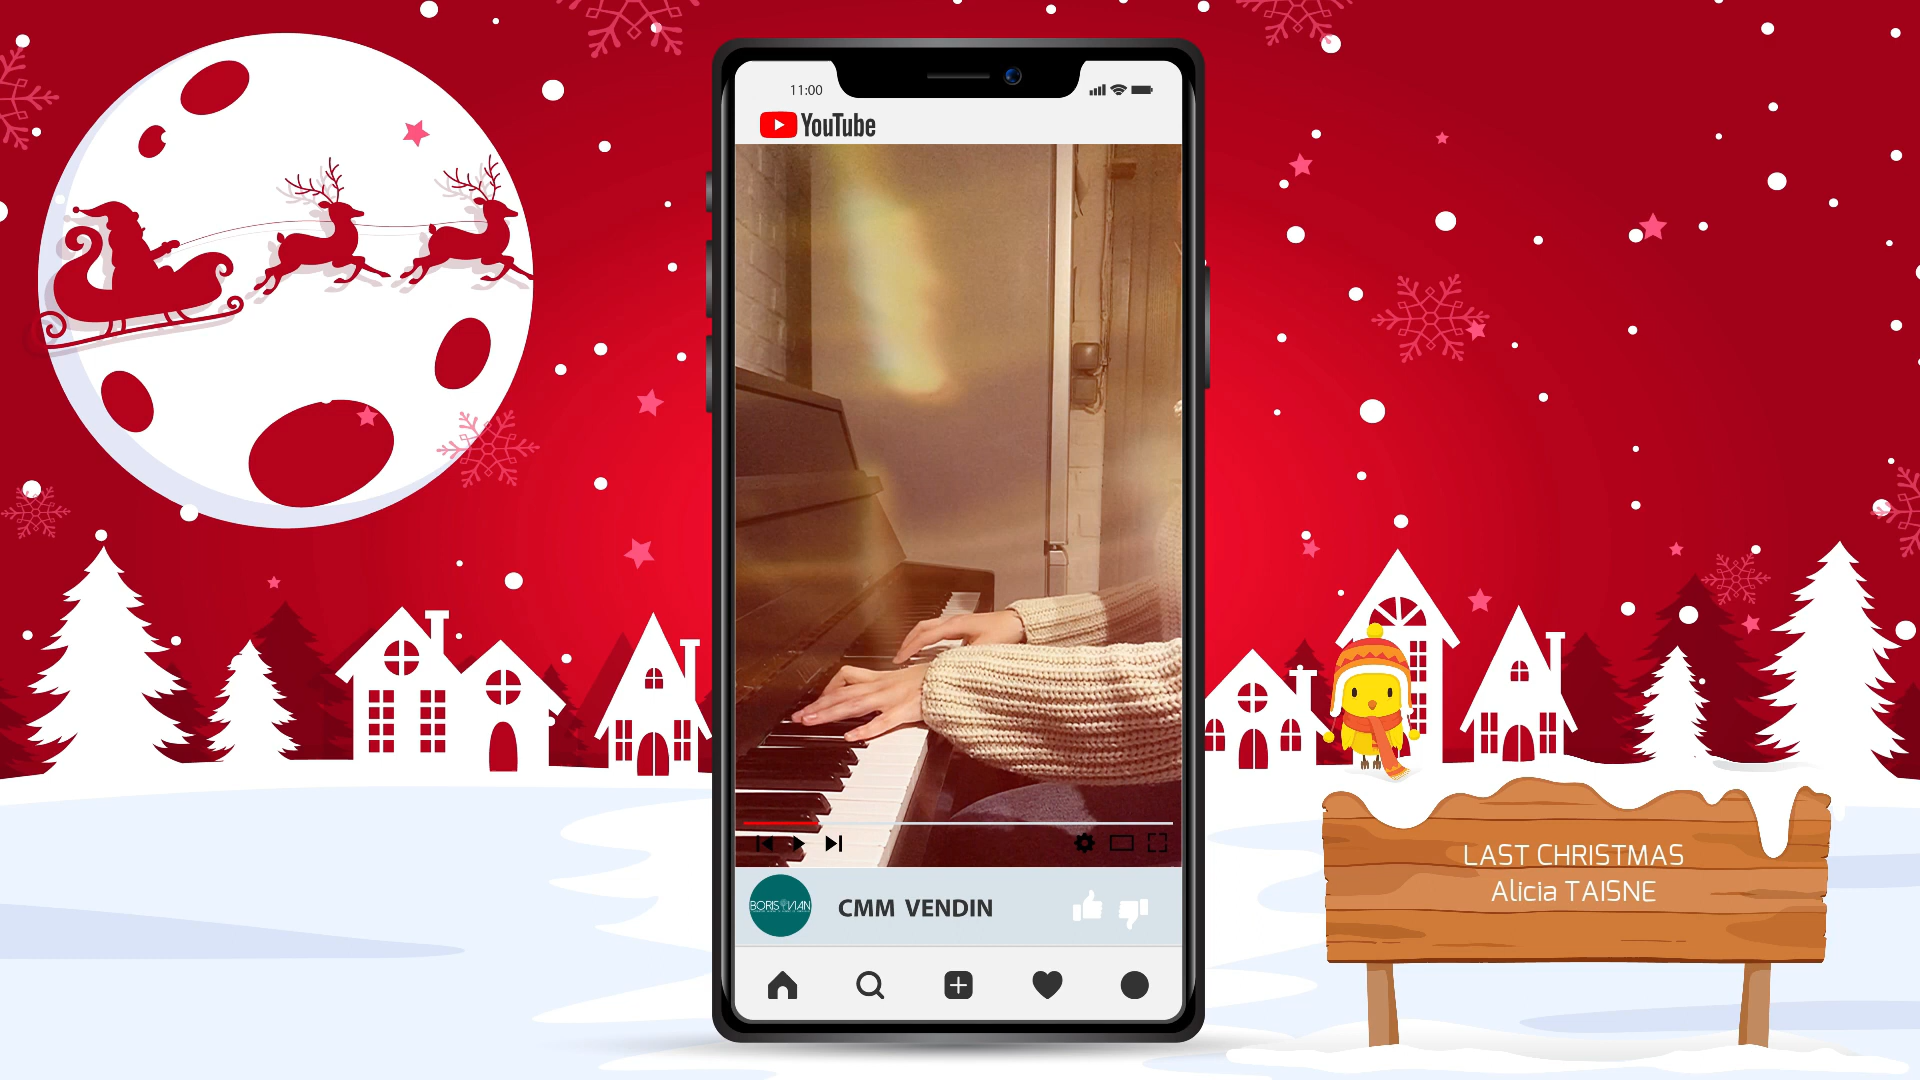 11:00
YouTube
BORIS VIAN
CMM VENDIN
LAST CHRISTMAS
Alicia TAISNE